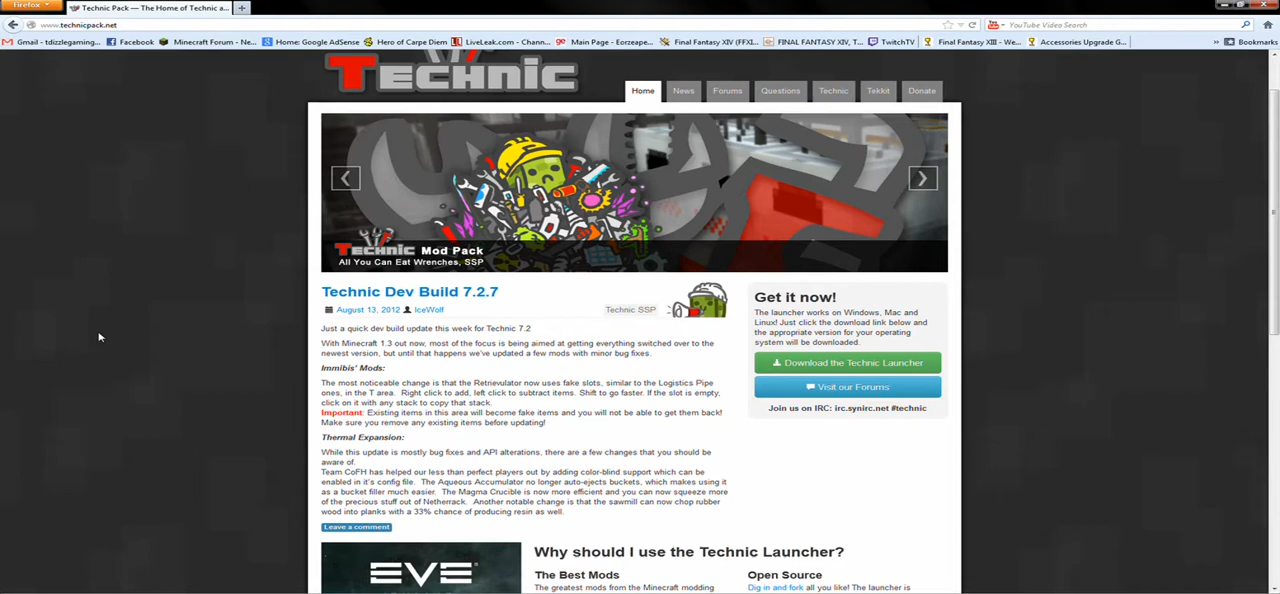 Firefox
Technic Pack — The Home of Technic a...
www.technicpack.net
YouTube Video Search
Gmail - tdizzlegaming... Facebook Minecraft Forum - Ne... Home: Google AdSense Hero of Carpe Diem LiveLeak.com - Chann... Main Page - Eorzeape... Final Fantasy XIV (FFXI... FINAL FANTASY XIV, T... TwitchTV Final Fantasy XIII - We... Accessories Upgrade G... » Bookmarks
TECHNIC
Home News Forums Questions Technic Tekkit Donate
TECHNIC Mod Pack
All You Can Eat Wrenches, SSP
Technic Dev Build 7.2.7
August 13, 2012 IceWolf Technic SSP
Just a quick dev build update this week for Technic 7.2
With Minecraft 1.3 out now, most of the focus is being aimed at getting everything switched over to the
newest version, but until that happens we've updated a few mods with minor bug fixes.
Immibis' Mods:
The most noticeable change is that the Retrievulator now uses fake slots, similar to the Logistics Pipe
ones, in the T area. Right click to add, left click to subtract items. Shift to go faster. If the slot is empty,
click on it with any stack to copy that stack.
Important: Existing items in this area will become fake items and you will not be able to get them back!
Make sure you remove any existing items before updating!
Thermal Expansion:
While this update is mostly bug fixes and API alterations, there are a few changes that you should be
aware of.
Team CoFH has helped our less than perfect players out by adding color-blind support which can be
enabled in it's config file. The Aqueous Accumulator no longer auto-ejects buckets, which makes using it
as a bucket filler much easier. The Magma Crucible is now more efficient and you can now squeeze more
of the precious stuff out of Netherrack. Another notable change is that the sawmill can now chop rubber
wood into planks with a 33% chance of producing resin as well.
Leave a comment
Get it now!
The launcher works on Windows, Mac and
Linux! Just click the download link below and
the appropriate version for your operating
system will be downloaded.
Download the Technic Launcher
Visit our Forums
Join us on IRC: irc.synirc.net #technic
EVE
Why should I use the Technic Launcher?
The Best Mods
The greatest mods from the Minecraft modding
Open Source
Dig in and fork all you like! The launcher is